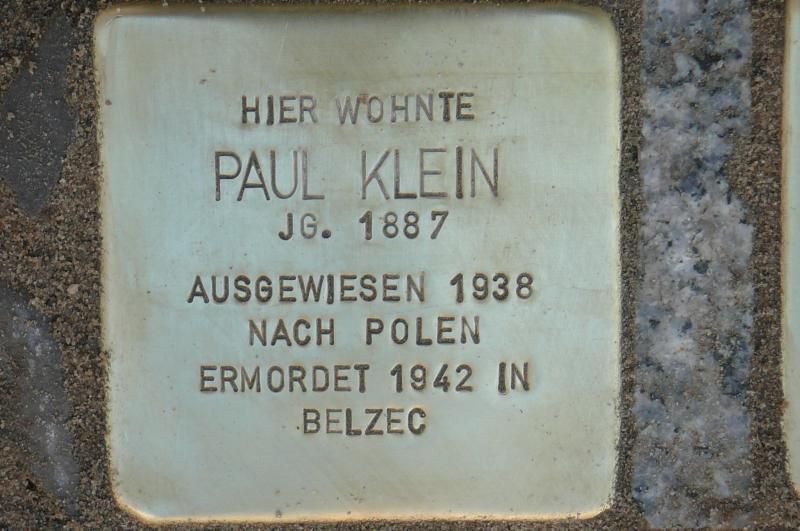 HIER WOHNTE
PAUL KLEIN
JG. 1887
AUSGEWIESEN 1938
NACH POLEN
ERMORDET 1942 IN
BELZEC